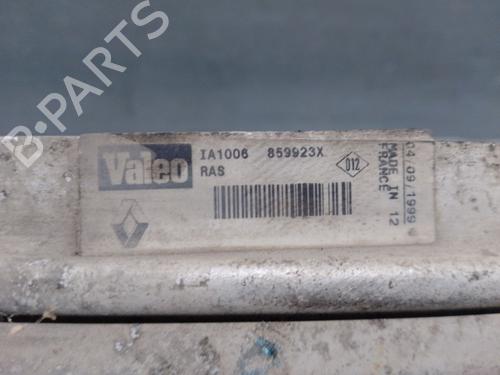 Valeo
IA1006 859923X
RAS
D12
MADE IN 12
FRANCE
04/09/1999
B-PARTS